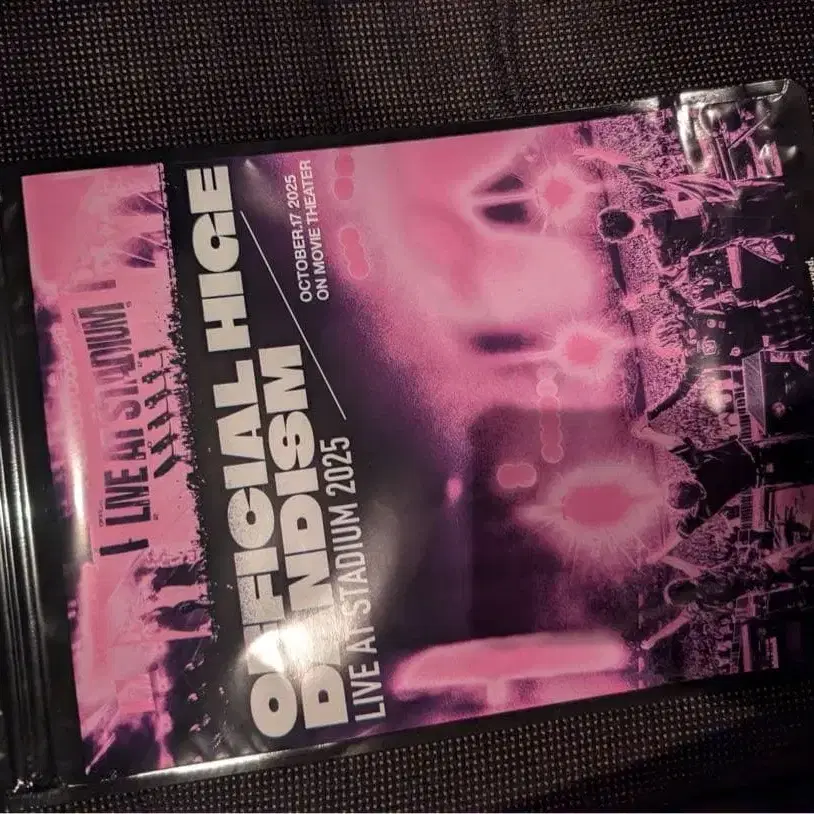 LIVE AT STADIUM
OFFICIAL HIGE
DANDISM
LIVE AT STADIUM 2025
OCTOBER.17 2025
ON MOVIE THEATER